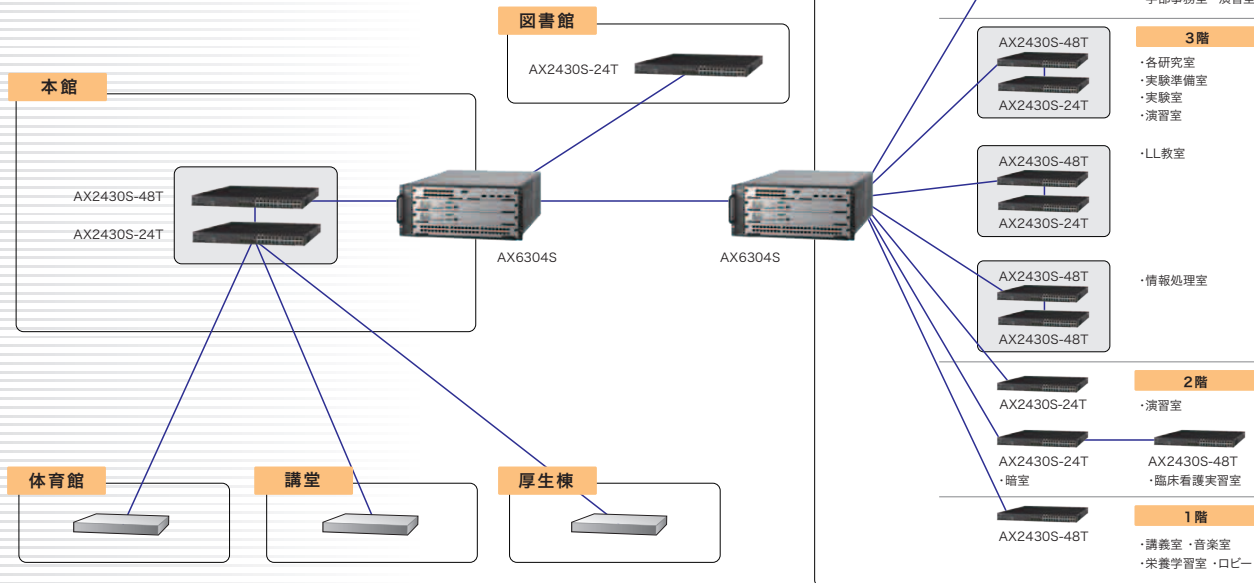 図書館
AX2430S-24T
本館
AX2430S-48T
AX2430S-24T
AX6304S
AX6304S
体育館
講堂
厚生棟
学部事務室
AX2430S-48T
AX2430S-24T
3階
・各研究室
・実験準備室
・実験室
・演習室
AX2430S-48T
AX2430S-24T
・LL教室
AX2430S-48T
AX2430S-48T
・情報処理室
2階
AX2430S-24T
・演習室
AX2430S-24T
・暗室
AX2430S-48T
・臨床看護実習室
1階
AX2430S-48T
・講義室 ・音楽室
・栄養学習室 ・ロビー